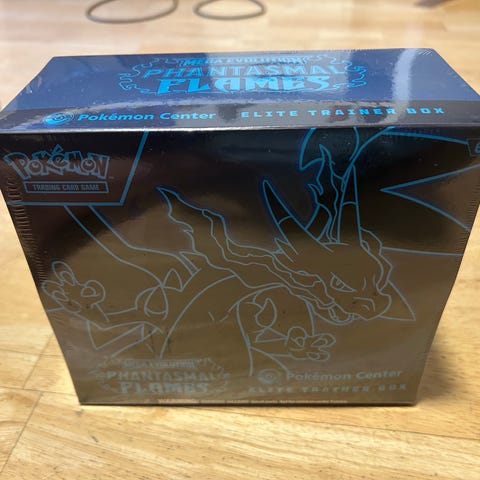 MEGA EVOLUTION
PHANTASMAL
FLAMES
Pokémon Center ELITE TRAINER BOX
POKÉMON
TRADING CARD GAME
MEGA EVOLUTION
PHANTASMAL
FLAMES
Pokémon Center
ELITE TRAINER BOX